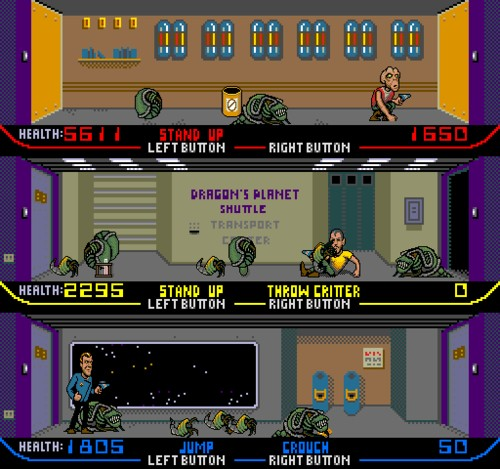 HEALTH: 5611 STAND UP 1650
LEFT BUTTON RIGHT BUTTON
DRAGON'S PLANET
SHUTTLE
TRANSPORT
CENTER
HEALTH: 2295 STAND UP THROW CRITTER 0
LEFT BUTTON RIGHT BUTTON
HEALTH: 1805 JUMP CROUCH 50
LEFT BUTTON RIGHT BUTTON